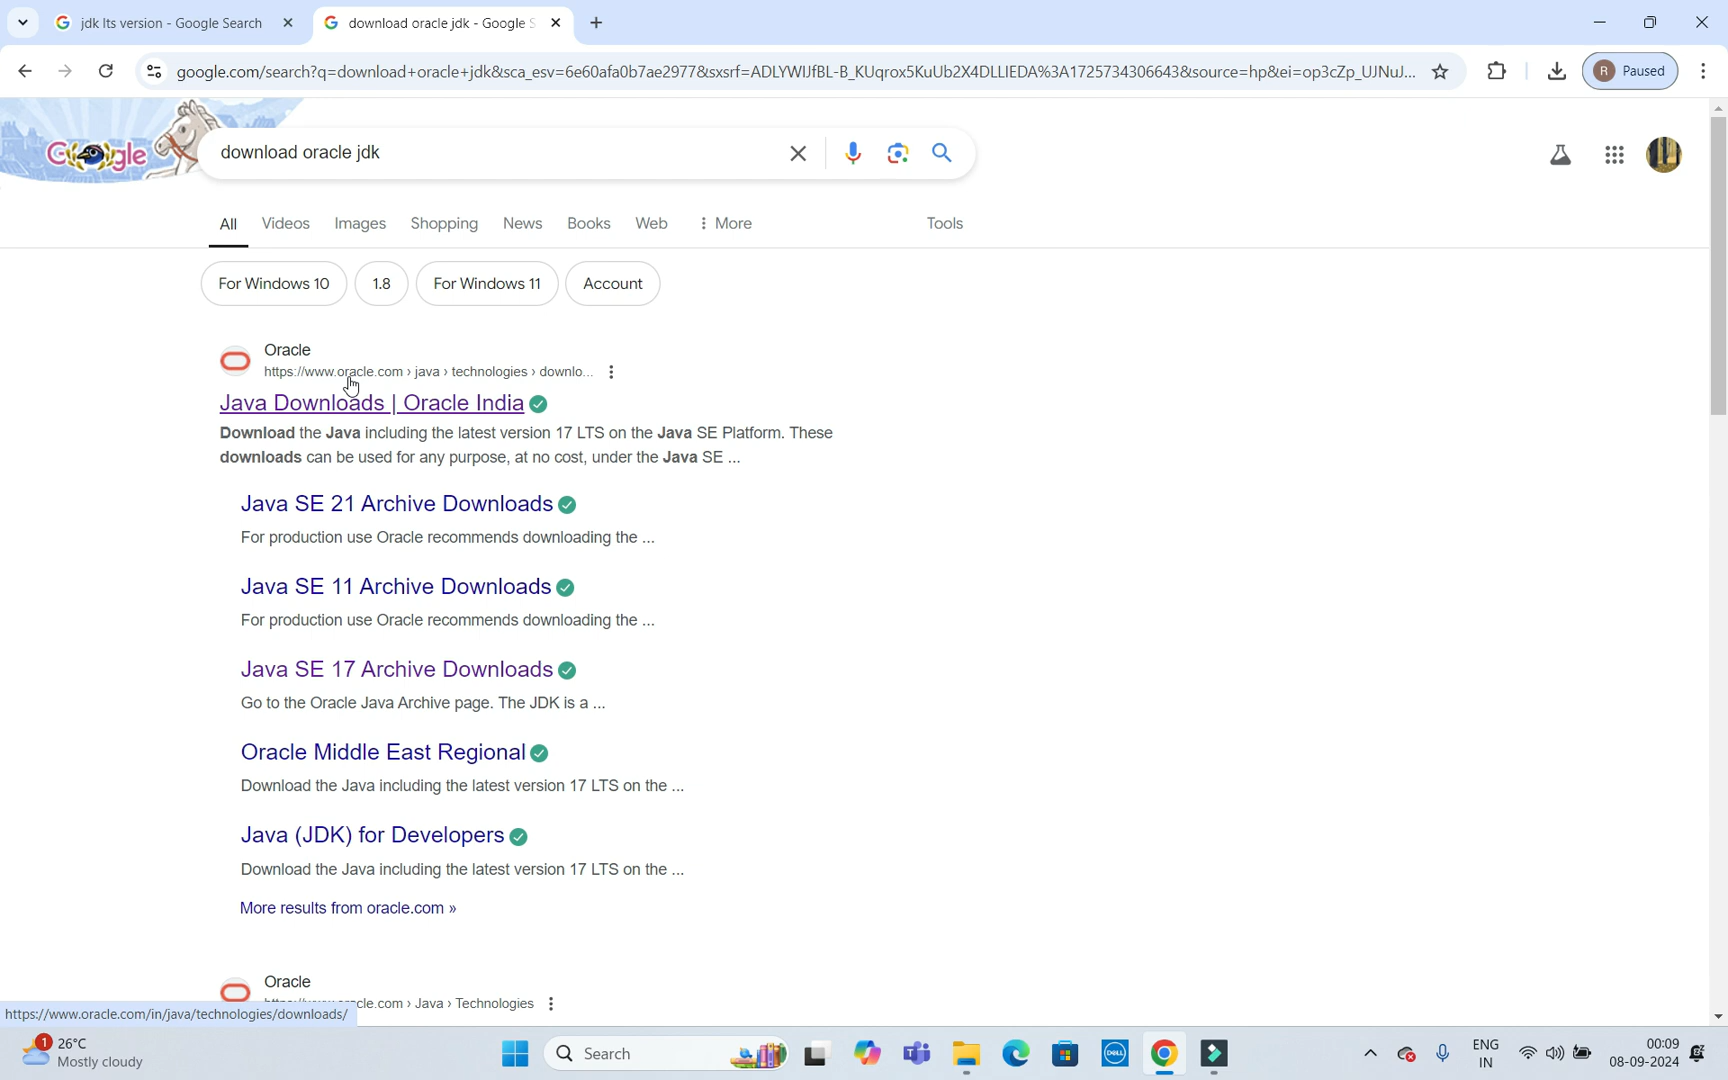 jdk lts version - Google Search
download oracle jdk - Google S
google.com/search?q=download+oracle+jdk&sca_esv=6e60afa0b7ae2977&sxsrf=ADLYWIJfBL-B_KUqrox5KuUb2X4DLLIEDA%3A1725734306643&source=hp&ei=op3cZp_UJNuJ...
R Paused
Google
download oracle jdk
All Videos Images Shopping News Books Web More Tools
For Windows 10 1.8 For Windows 11 Account
Oracle
https://www.oracle.com › java › technologies › downlo...
Java Downloads | Oracle India
Download the Java including the latest version 17 LTS on the Java SE Platform. These
downloads can be used for any purpose, at no cost, under the Java SE ...
Java SE 21 Archive Downloads
For production use Oracle recommends downloading the ...
Java SE 11 Archive Downloads
For production use Oracle recommends downloading the ...
Java SE 17 Archive Downloads
Go to the Oracle Java Archive page. The JDK is a ...
Oracle Middle East Regional
Download the Java including the latest version 17 LTS on the ...
Java (JDK) for Developers
Download the Java including the latest version 17 LTS on the ...
More results from oracle.com »
Oracle
cle.com › Java › Technologies
https://www.oracle.com/in/java/technologies/downloads/
1
26°C
Mostly cloudy
Search
DELL
ENG
IN
00:09
08-09-2024